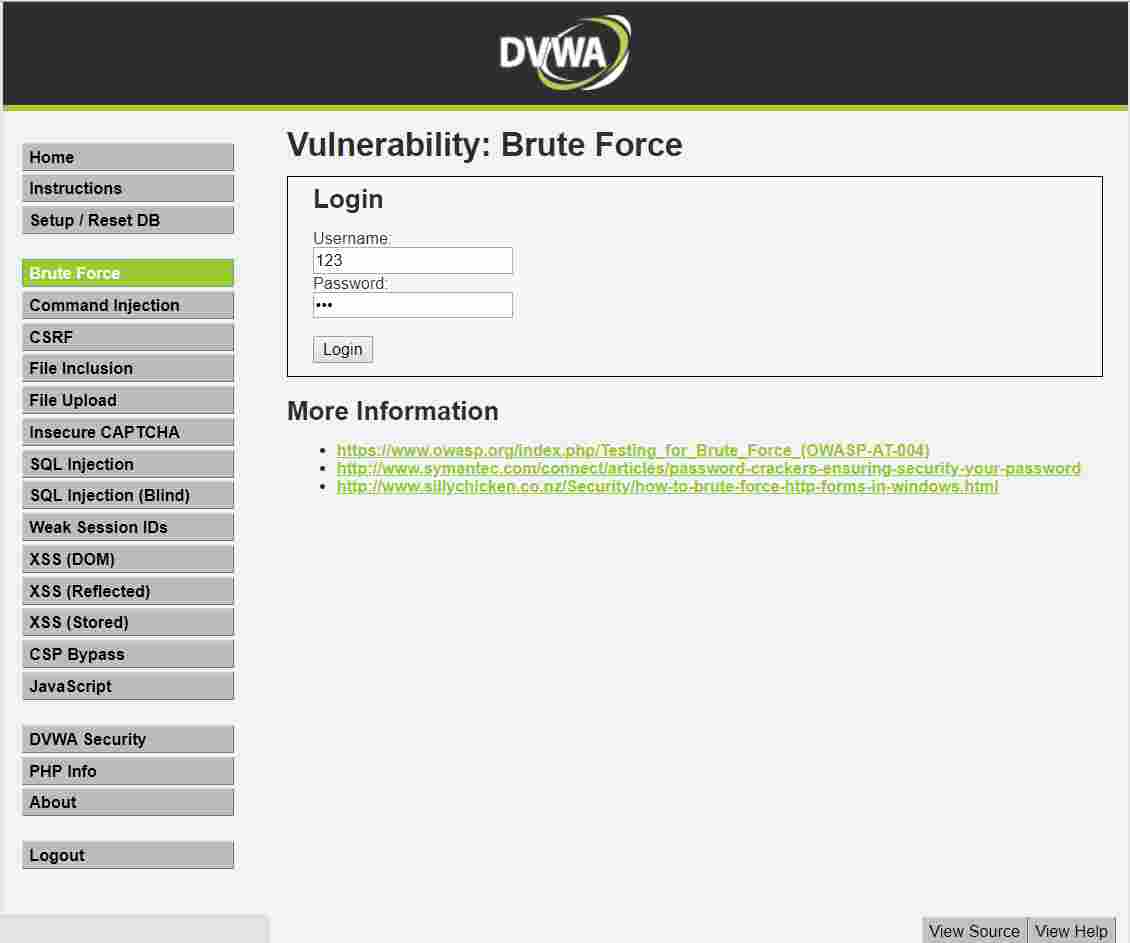 DVWA
Home
Instructions
Setup / Reset DB
Brute Force
Command Injection
CSRF
File Inclusion
File Upload
Insecure CAPTCHA
SQL Injection
SQL Injection (Blind)
Weak Session IDs
XSS (DOM)
XSS (Reflected)
XSS (Stored)
CSP Bypass
JavaScript
DVWA Security
PHP Info
About
Logout
Vulnerability: Brute Force
Login
Username:
123
Password:
•••
Login
More Information
• https://www.owasp.org/index.php/Testing_for_Brute_Force_(OWASP-AT-004)
• http://www.symantec.com/connect/articles/password-crackers-ensuring-security-your-password
• http://www.sillychicken.co.nz/Security/how-to-brute-force-http-forms-in-windows.html
View Source View Help